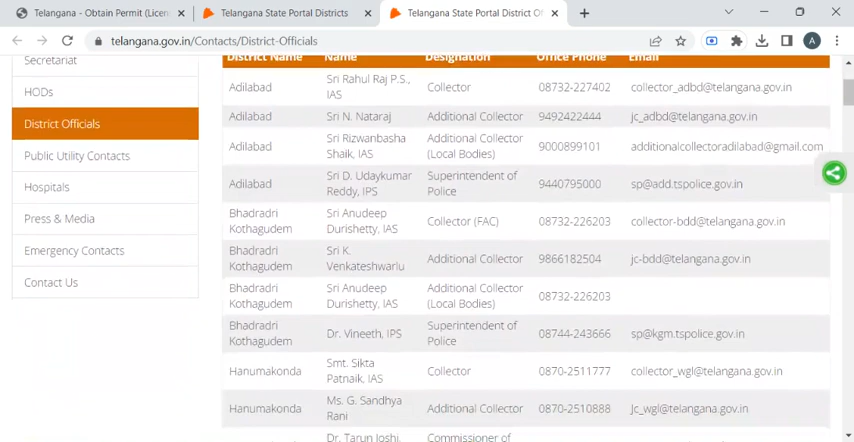 Telangana - Obtain Permit (Licen
Telangana State Portal Districts
Telangana State Portal District Of
telangana.gov.in/Contacts/District-Officials
A
Secretariat
HODs
District Officials
Public Utility Contacts
Hospitals
Press & Media
Emergency Contacts
Contact Us
District Name Name Designation Office Phone Email
Adilabad Sri Rahul Raj P.S., Collector 08732-227402 collector_adbd@telangana.gov.in
IAS
Adilabad Sri N. Nataraj Additional Collector 9492422444 jc_adbd@telangana.gov.in
Adilabad Sri Rizwanbasha Additional Collector 9000899101 additionalcollectoradilabad@gmail.com
Shaik, IAS (Local Bodies)
Adilabad Sri D. Udaykumar Superintendent of 9440795000 sp@add.tspolice.gov.in
Reddy, IPS Police
Bhadradri Sri Anudeep Collector (FAC) 08732-226203 collector-bdd@telangana.gov.in
Kothagudem Durishetty, IAS
Bhadradri Sri K. Additional Collector 9866182504 jc-bdd@telangana.gov.in
Kothagudem Venkateshwarlu
Bhadradri Sri Anudeep Additional Collector 08732-226203
Kothagudem Durishetty, IAS (Local Bodies)
Bhadradri Dr. Vineeth, IPS Superintendent of 08744-243666 sp@kgm.tspolice.gov.in
Kothagudem Police
Hanumakonda Smt. Sikta Collector 0870-2511777 collector_wgl@telangana.gov.in
Patnaik, IAS
Hanumakonda Ms. G. Sandhya Additional Collector 0870-2510888 Jc_wgl@telangana.gov.in
Rani
Dr. Tarun Joshi, Commissioner of